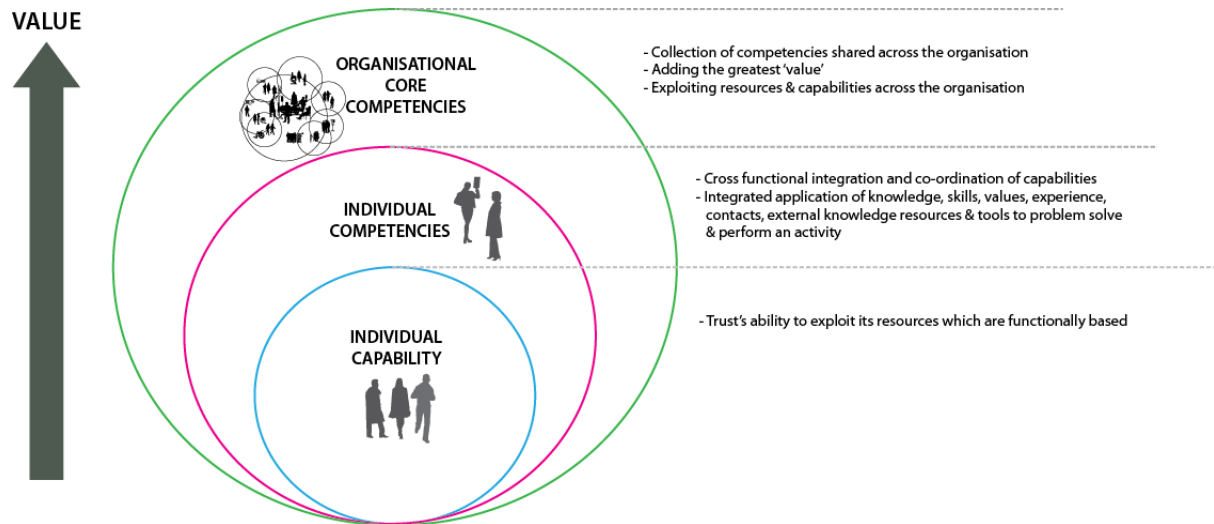 VALUE
ORGANISATIONAL
CORE
COMPETENCIES
- Collection of competencies shared across the organisation
- Adding the greatest ‘value’
- Exploiting resources & capabilities across the organisation
INDIVIDUAL
COMPETENCIES
- Cross functional integration and co-ordination of capabilities
- Integrated application of knowledge, skills, values, experience,
contacts, external knowledge resources & tools to problem solve
& perform an activity
INDIVIDUAL
CAPABILITY
- Trust’s ability to exploit its resources which are functionally based